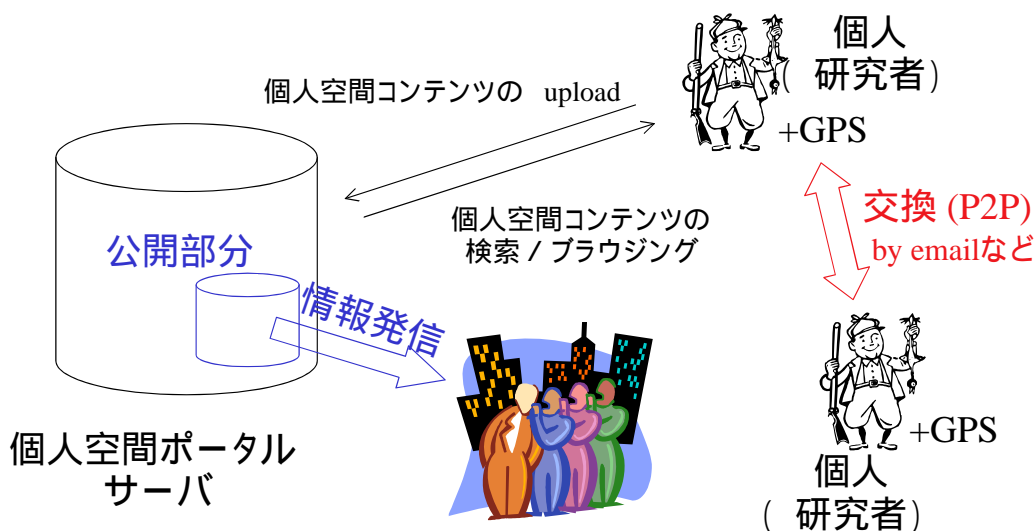 個人
( 研究者)
+GPS
個人空間コンテンツの upload
交換 (P2P)
by emailなど
個人空間コンテンツの
検索 / ブラウジング
公開部分
情報発信
個人空間ポータル
サーバ
+GPS
個人
( 研究者)